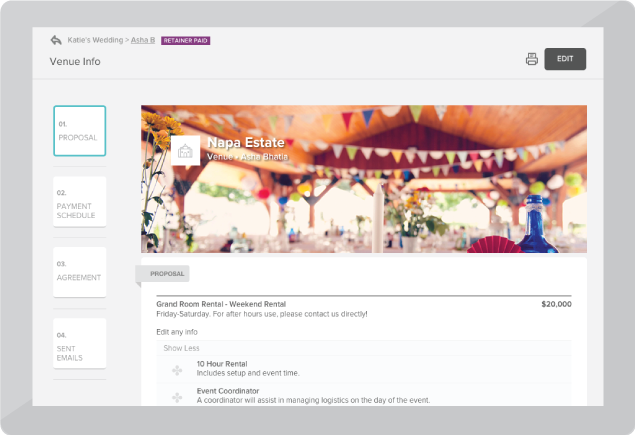 Katie's Wedding > Asha B RETAINER PAID
Venue Info
EDIT
01.
PROPOSAL
02.
PAYMENT
SCHEDULE
03.
AGREEMENT
04.
SENT
EMAILS
Napa Estate
Venue • Asha Bhatia
PROPOSAL
Grand Room Rental - Weekend Rental $20,000
Friday-Saturday. For after hours use, please contact us directly!
Edit any info
Show Less
10 Hour Rental
Includes setup and event time.
Event Coordinator
A coordinator will assist in managing logistics on the day of the event.